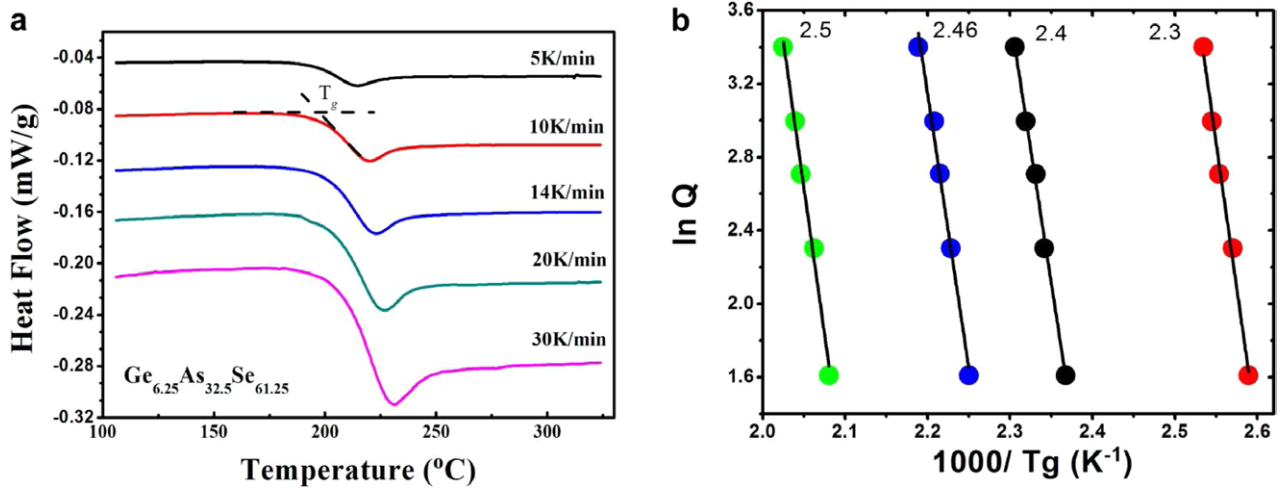 a
Heat Flow (mW/g)
-0.04
-0.08
-0.12
-0.16
-0.20
-0.24
-0.28
-0.32
5K/min
Tg
10K/min
14K/min
20K/min
30K/min
Ge6.25As32.5Se61.25
100 150 200 250 300
Temperature (ºC)
b
ln Q
3.6
3.2
2.8
2.4
2.0
1.6
2.5 2.46 2.4 2.3
2.0 2.1 2.2 2.3 2.4 2.5 2.6
1000/ Tg (K-1)